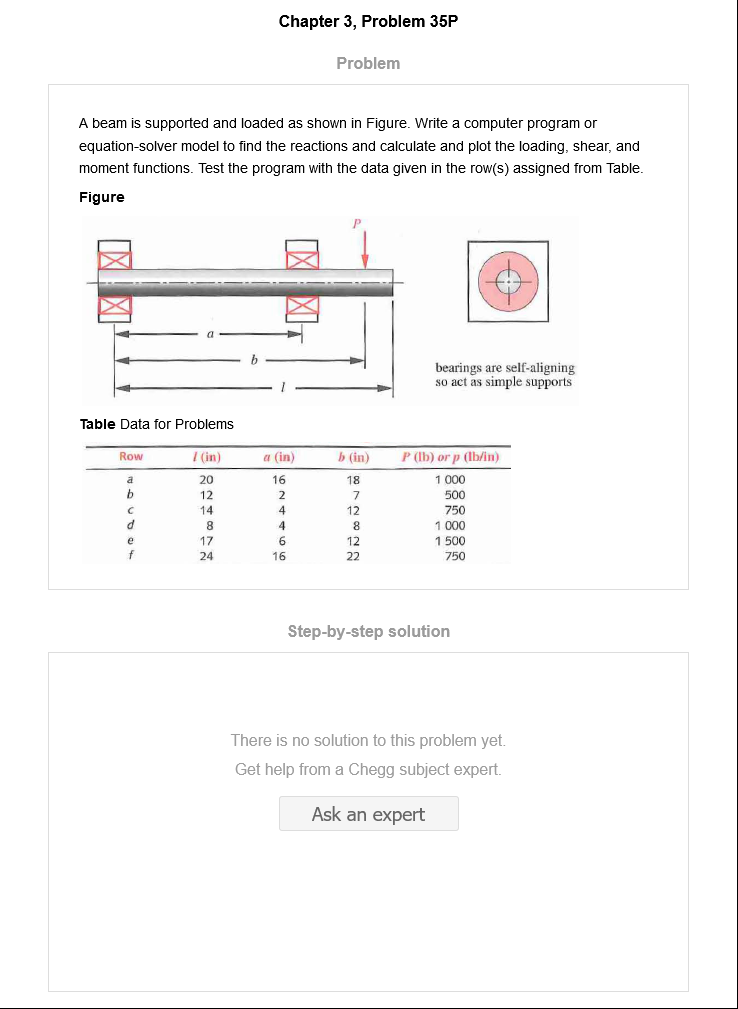 Chapter 3, Problem 35P
Problem
A beam is supported and loaded as shown in Figure. Write a computer program or
equation-solver model to find the reactions and calculate and plot the loading, shear, and
moment functions. Test the program with the data given in the row(s) assigned from Table.
Figure
P
a
b
l
bearings are self-aligning
so act as simple supports
Table Data for Problems
Row l (in) a (in) b (in) P (lb) or p (lb/in)
a 20 16 18 1 000
b 12 2 7 500
c 14 4 12 750
d 8 4 8 1 000
e 17 6 12 1 500
f 24 16 22 750
Step-by-step solution
There is no solution to this problem yet.
Get help from a Chegg subject expert.
Ask an expert